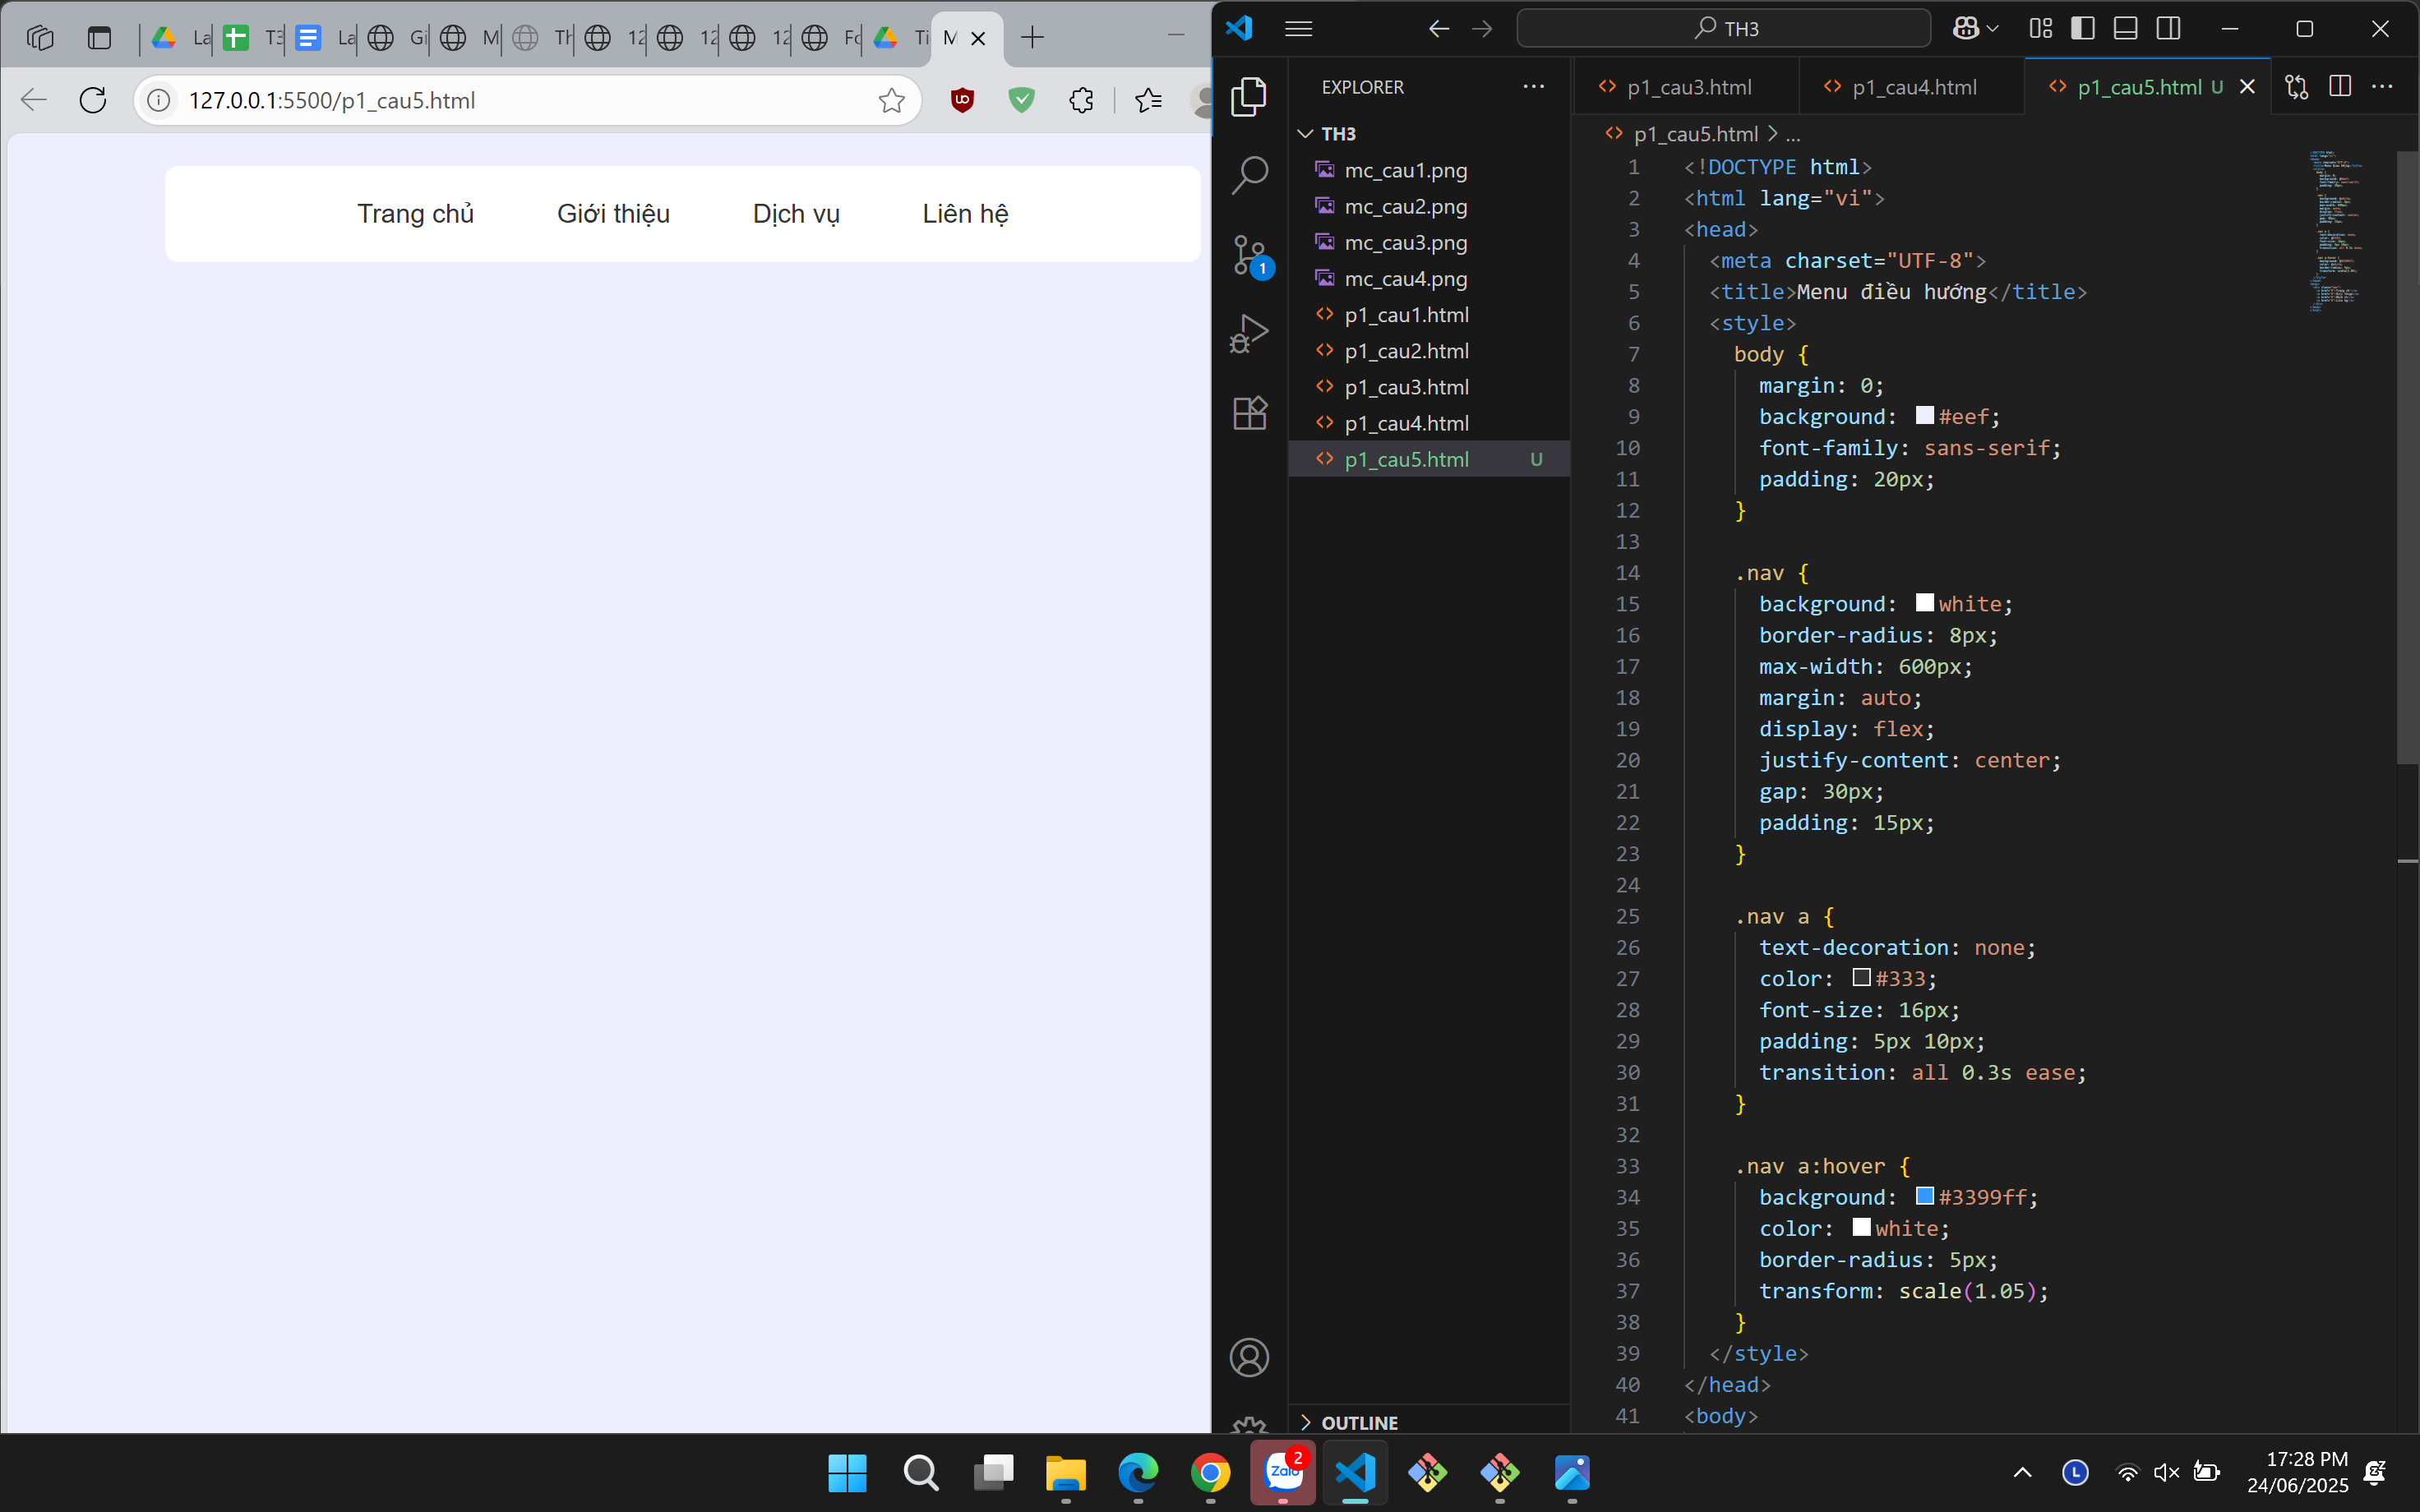 La
T3
La
Gi
M
Th
12
12
12
Fo
Ti
M
127.0.0.1:5500/p1_cau5.html
Trang chủ
Giới thiệu
Dịch vụ
Liên hệ
TH3
EXPLORER
p1_cau3.html
p1_cau4.html
p1_cau5.html U
TH3
mc_cau1.png
mc_cau2.png
mc_cau3.png
mc_cau4.png
p1_cau1.html
p1_cau2.html
p1_cau3.html
p1_cau4.html
p1_cau5.html U
OUTLINE
1
p1_cau5.html > ...
1 <!DOCTYPE html>
2 <html lang="vi">
3 <head>
4 <meta charset="UTF-8">
5 <title>Menu điều hướng</title>
6 <style>
7 body {
8 margin: 0;
9 background: #eef;
10 font-family: sans-serif;
11 padding: 20px;
12 }
13
14 .nav {
15 background: white;
16 border-radius: 8px;
17 max-width: 600px;
18 margin: auto;
19 display: flex;
20 justify-content: center;
21 gap: 30px;
22 padding: 15px;
23 }
24
25 .nav a {
26 text-decoration: none;
27 color: #333;
28 font-size: 16px;
29 padding: 5px 10px;
30 transition: all 0.3s ease;
31 }
32
33 .nav a:hover {
34 background: #3399ff;
35 color: white;
36 border-radius: 5px;
37 transform: scale(1.05);
38 }
39 </style>
40 </head>
41 <body>
Zalo
2
L
17:28 PM
24/06/2025